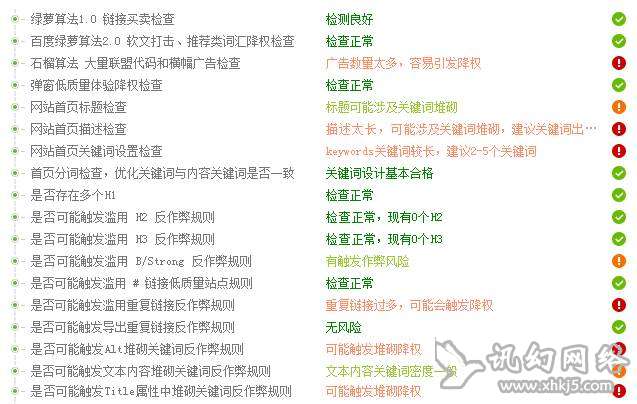 绿萝算法1.0 链接买卖检查 检测良好
百度绿萝算法2.0 软文打击、推荐类词汇降权检查 检查正常
石榴算法 大量联盟代码和横幅广告检查 广告数量太多，容易引发降权
弹窗低质量体验降权检查 检查正常
网站首页标题检查 标题可能涉及关键词堆砌
网站首页描述检查 描述太长，可能涉及关键词堆砌，建议关键词出…
网站首页关键词设置检查 keywords关键词较长，建议2-5个关键词
首页分词检查，优化关键词与内容关键词是否一致 关键词设计基本合格
是否存在多个H1 检查正常
是否可能触发滥用 H2 反作弊规则 检查正常，现有0个H2
是否可能触发滥用 H3 反作弊规则 检查正常，现有0个H3
是否可能触发滥用 B/Strong 反作弊规则 有触发作弊风险
是否可能触发滥用 # 链接低质量站点规则 检查正常
是否可能触发滥用重复链接反作弊规则 重复链接过多，可能会触发降权
是否可能触发导出重复链接反作弊规则 无风险
是否可能触发Alt堆砌关键词反作弊规则 可能触发堆砌降权
是否可能触发文本内容堆砌关键词反作弊规则 文本内容关键词密度一般
是否可能触发Title属性中堆砌关键词反作弊规则 可能触发堆砌降权
讯幻网络
www.xhkj5.com